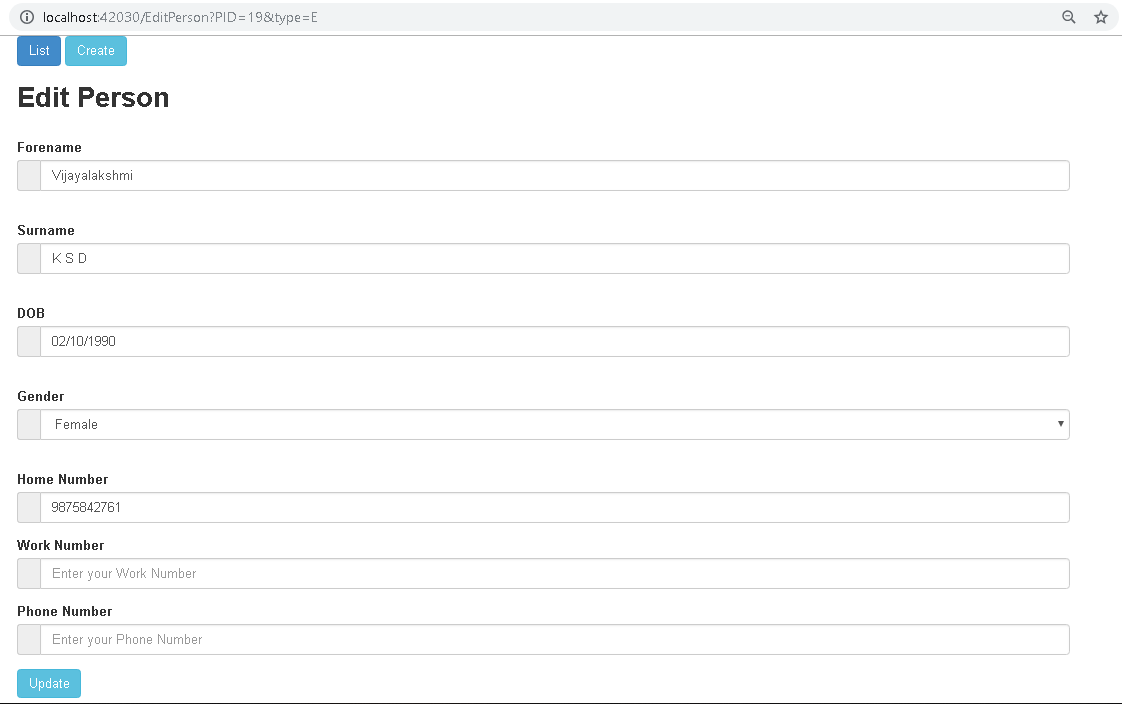 localhost:42030/EditPerson?PID=19&type=E
List Create
Edit Person
Forename
Vijayalakshmi
Surname
K S D
DOB
02/10/1990
Gender
Female
Home Number
9875842761
Work Number
Enter your Work Number
Phone Number
Enter your Phone Number
Update